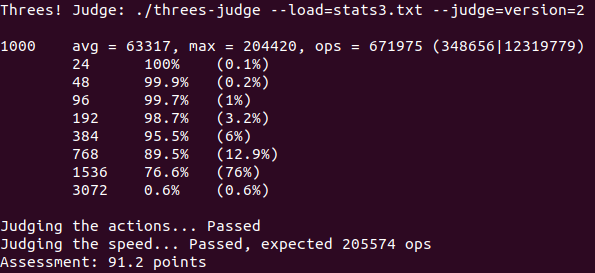 Threes! Judge: ./threes-judge --load=stats3.txt --judge=version=2
1000 avg = 63317, max = 204420, ops = 671975 (348656|12319779)
24 100% (0.1%)
48 99.9% (0.2%)
96 99.7% (1%)
192 98.7% (3.2%)
384 95.5% (6%)
768 89.5% (12.9%)
1536 76.6% (76%)
3072 0.6% (0.6%)
Judging the actions... Passed
Judging the speed... Passed, expected 205574 ops
Assessment: 91.2 points